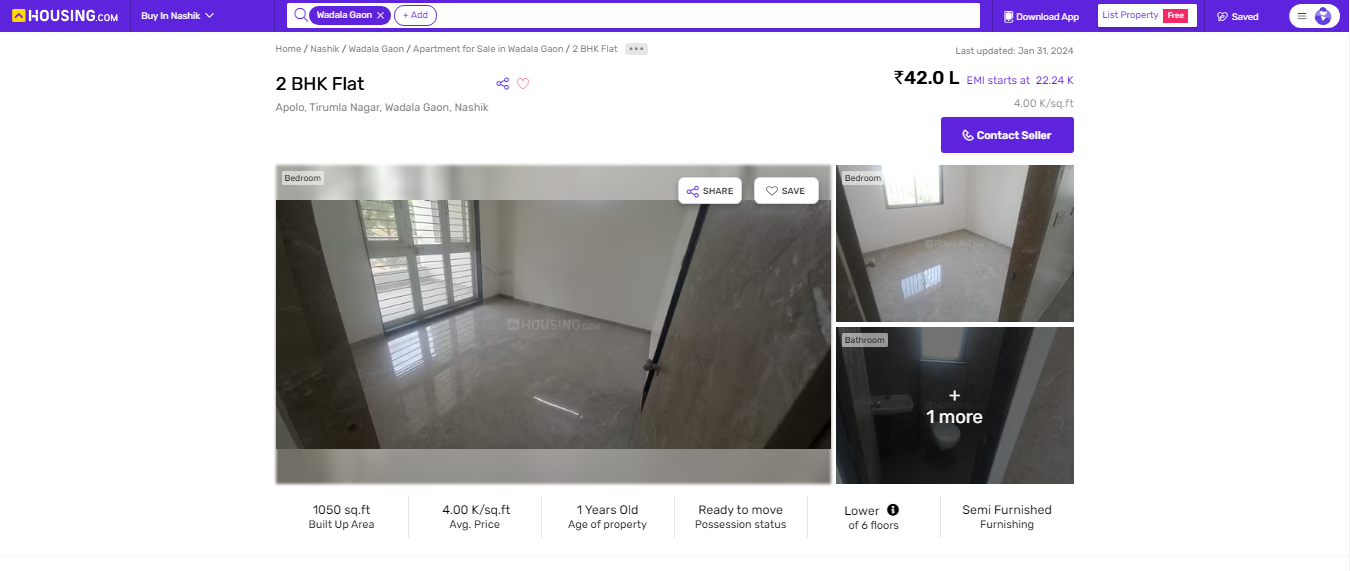 HOUSING.COM
Buy In Nashik
Wadala Gaon
+ Add
Download App
List Property Free
Saved
Home / Nashik / Wadala Gaon / Apartment for Sale in Wadala Gaon / 2 BHK Flat
Last updated: Jan 31, 2024
2 BHK Flat
₹42.0 L EMI starts at 22.24 K
Apolo, Tirumla Nagar, Wadala Gaon, Nashik
4.00 K/sq.ft
Contact Seller
Bedroom
SHARE
SAVE
HOUSING.COM
Bedroom
HOUSING.COM
Bathroom
+
1 more
1050 sq.ft
Built Up Area
4.00 K/sq.ft
Avg. Price
1 Years Old
Age of property
Ready to move
Possession status
Lower
of 6 floors
Semi Furnished
Furnishing